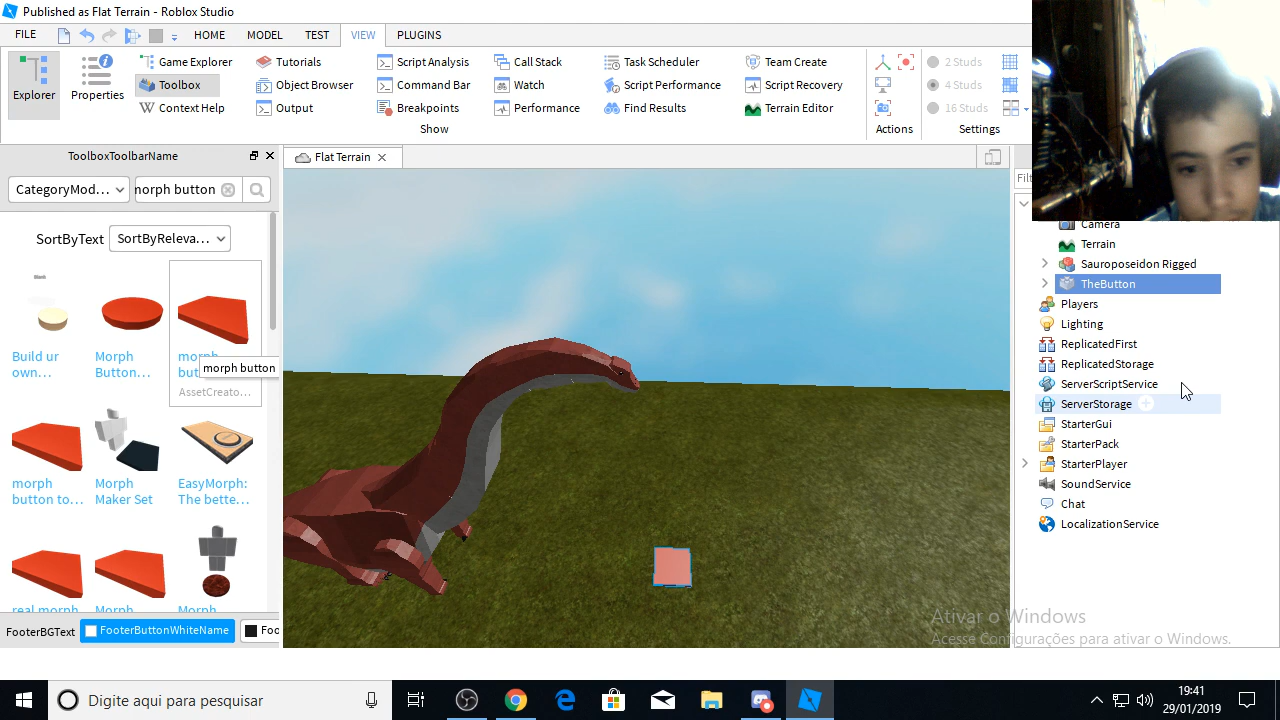 Published as Flat Terrain - Roblox Studio
FILE HOME MODEL TEST VIEW PLUGINS
Explorer
Properties
Game Explorer
Toolbox
Context Help
Tutorials
Object Browser
Output
Script Analysis
Command Bar
Breakpoints
Call Stack
Watch
Performance
Task Scheduler
Script Performance
Find Results
Team Create
Script Recovery
Terrain Editor
2 Studs
4 Studs
16 Studs
Show
Actions
Settings
ToolboxToolbarName
Flat Terrain
CategoryMod...
morph button
SortByText
SortByReleva...
Build ur
own...
Morph
Button...
morph
but
morph button
AssetCreato...
morph
button to...
Morph
Maker Set
EasyMorph:
The bette...
real morph
Morph
Morph
FooterBGText
FooterButtonWhiteName
Foo
Filt
Camera
Terrain
Sauroposeidon Rigged
TheButton
Players
Lighting
ReplicatedFirst
ReplicatedStorage
ServerScriptService
ServerStorage
StarterGui
StarterPack
StarterPlayer
SoundService
Chat
LocalizationService
Ativar o Windows
Acesse Configurações para ativar o Windows.
Digite aqui para pesquisar
19:41
29/01/2019